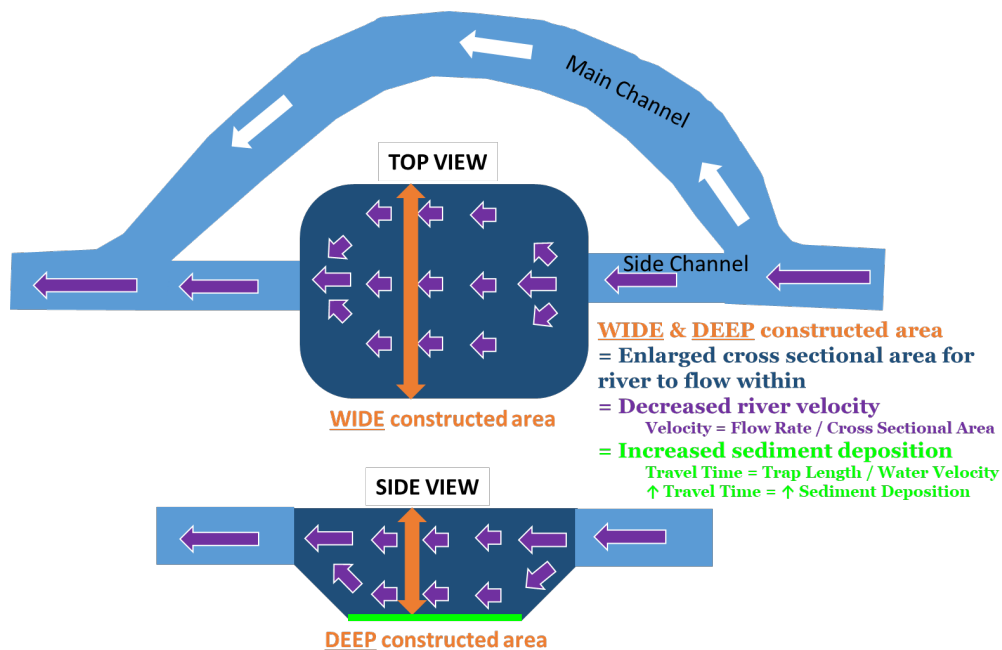 Main Channel
TOP VIEW
Side Channel
WIDE constructed area
WIDE & DEEP constructed area
= Enlarged cross sectional area for
river to flow within
= Decreased river velocity
Velocity = Flow Rate / Cross Sectional Area
= Increased sediment deposition
Travel Time = Trap Length / Water Velocity
↑ Travel Time = ↑ Sediment Deposition
SIDE VIEW
DEEP constructed area